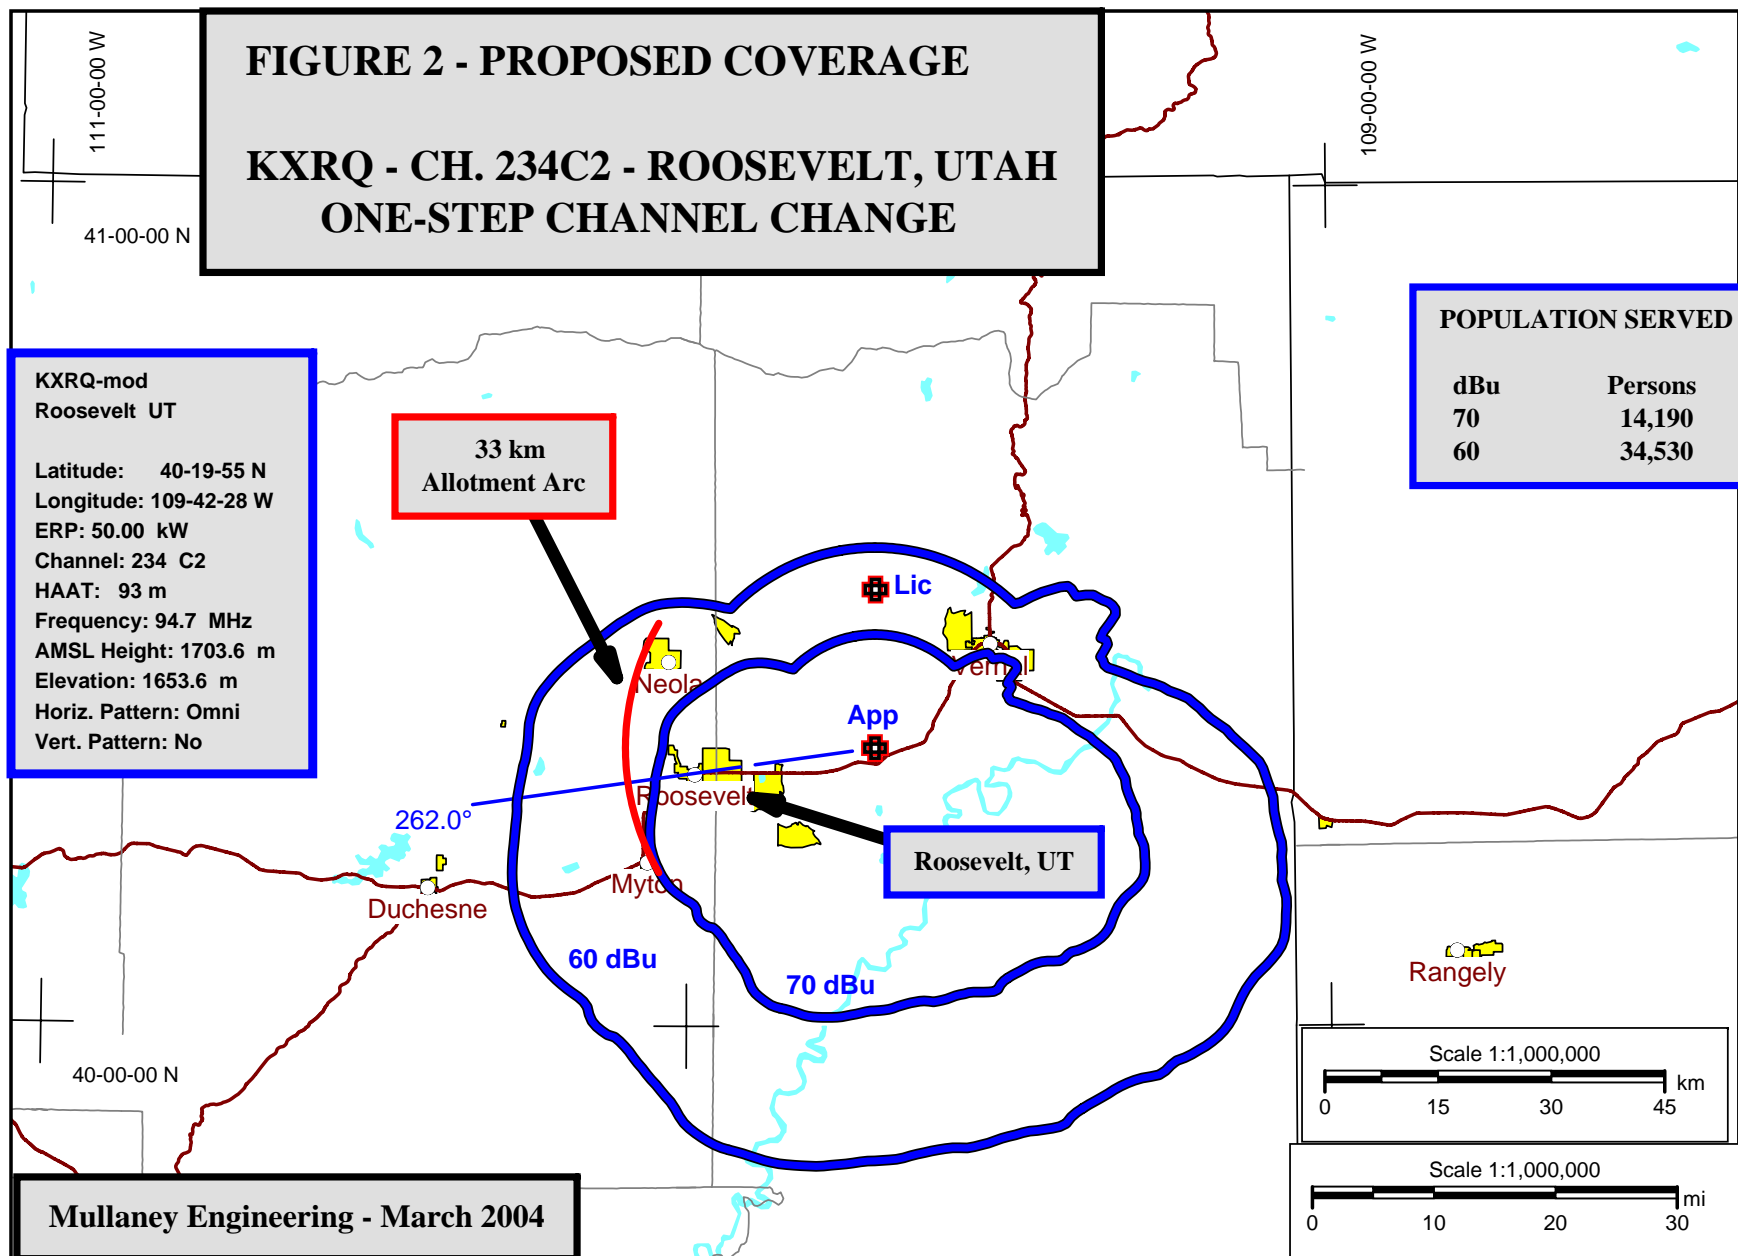 111-00-00 W
FIGURE 2 - PROPOSED COVERAGE
KXRQ - CH. 234C2 - ROOSEVELT, UTAH
ONE-STEP CHANNEL CHANGE
109-00-00 W
41-00-00 N
POPULATION SERVED
dBu Persons
70 14,190
60 34,530
KXRQ-mod
Roosevelt UT
Latitude: 40-19-55 N
Longitude: 109-42-28 W
ERP: 50.00 kW
Channel: 234 C2
HAAT: 93 m
Frequency: 94.7 MHz
AMSL Height: 1703.6 m
Elevation: 1653.6 m
Horiz. Pattern: Omni
Vert. Pattern: No
33 km
Allotment Arc
Lic
Vernal
Neola
App
Roosevelt
262.0°
Roosevelt, UT
Myton
Duchesne
60 dBu
70 dBu
Rangely
40-00-00 N
Scale 1:1,000,000
km
0 15 30 45
Scale 1:1,000,000
mi
0 10 20 30
Mullaney Engineering - March 2004